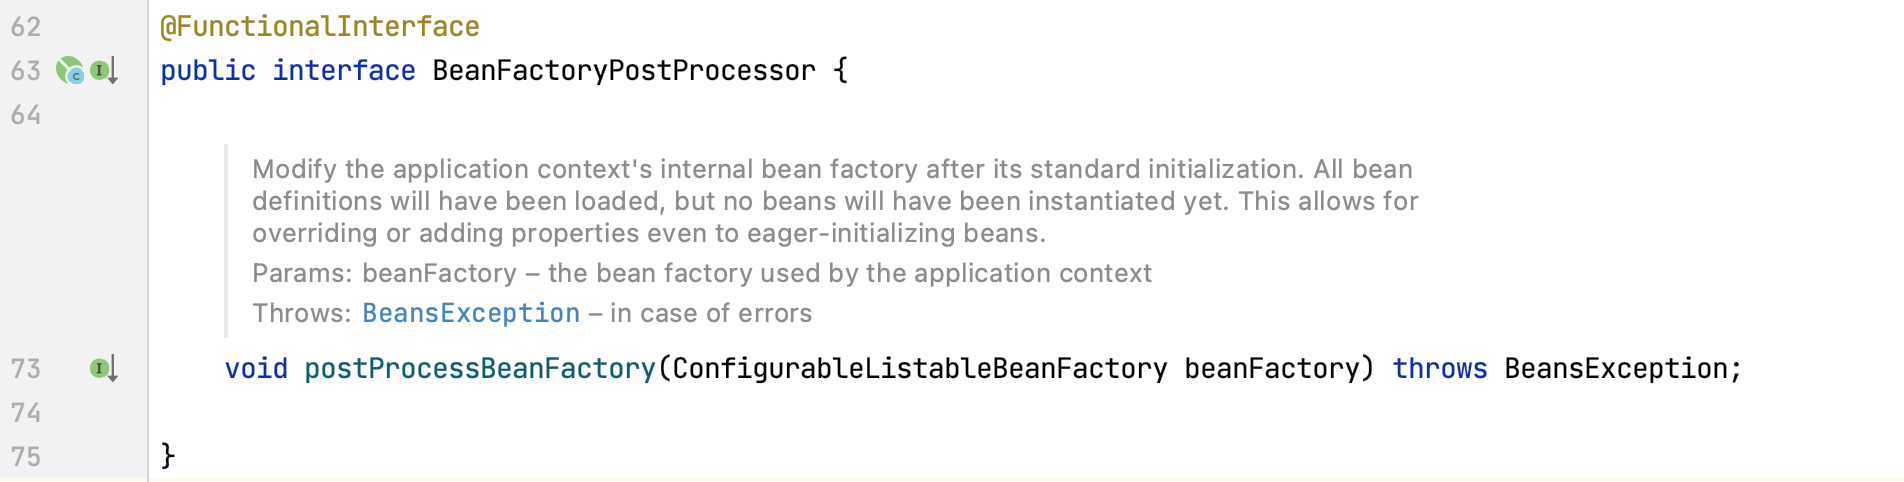 62 @FunctionalInterface
63 public interface BeanFactoryPostProcessor {
64
Modify the application context's internal bean factory after its standard initialization. All bean
definitions will have been loaded, but no beans will have been instantiated yet. This allows for
overriding or adding properties even to eager-initializing beans.
Params: beanFactory – the bean factory used by the application context
Throws: BeansException – in case of errors
73 void postProcessBeanFactory(ConfigurableListableBeanFactory beanFactory) throws BeansException;
74
75 }